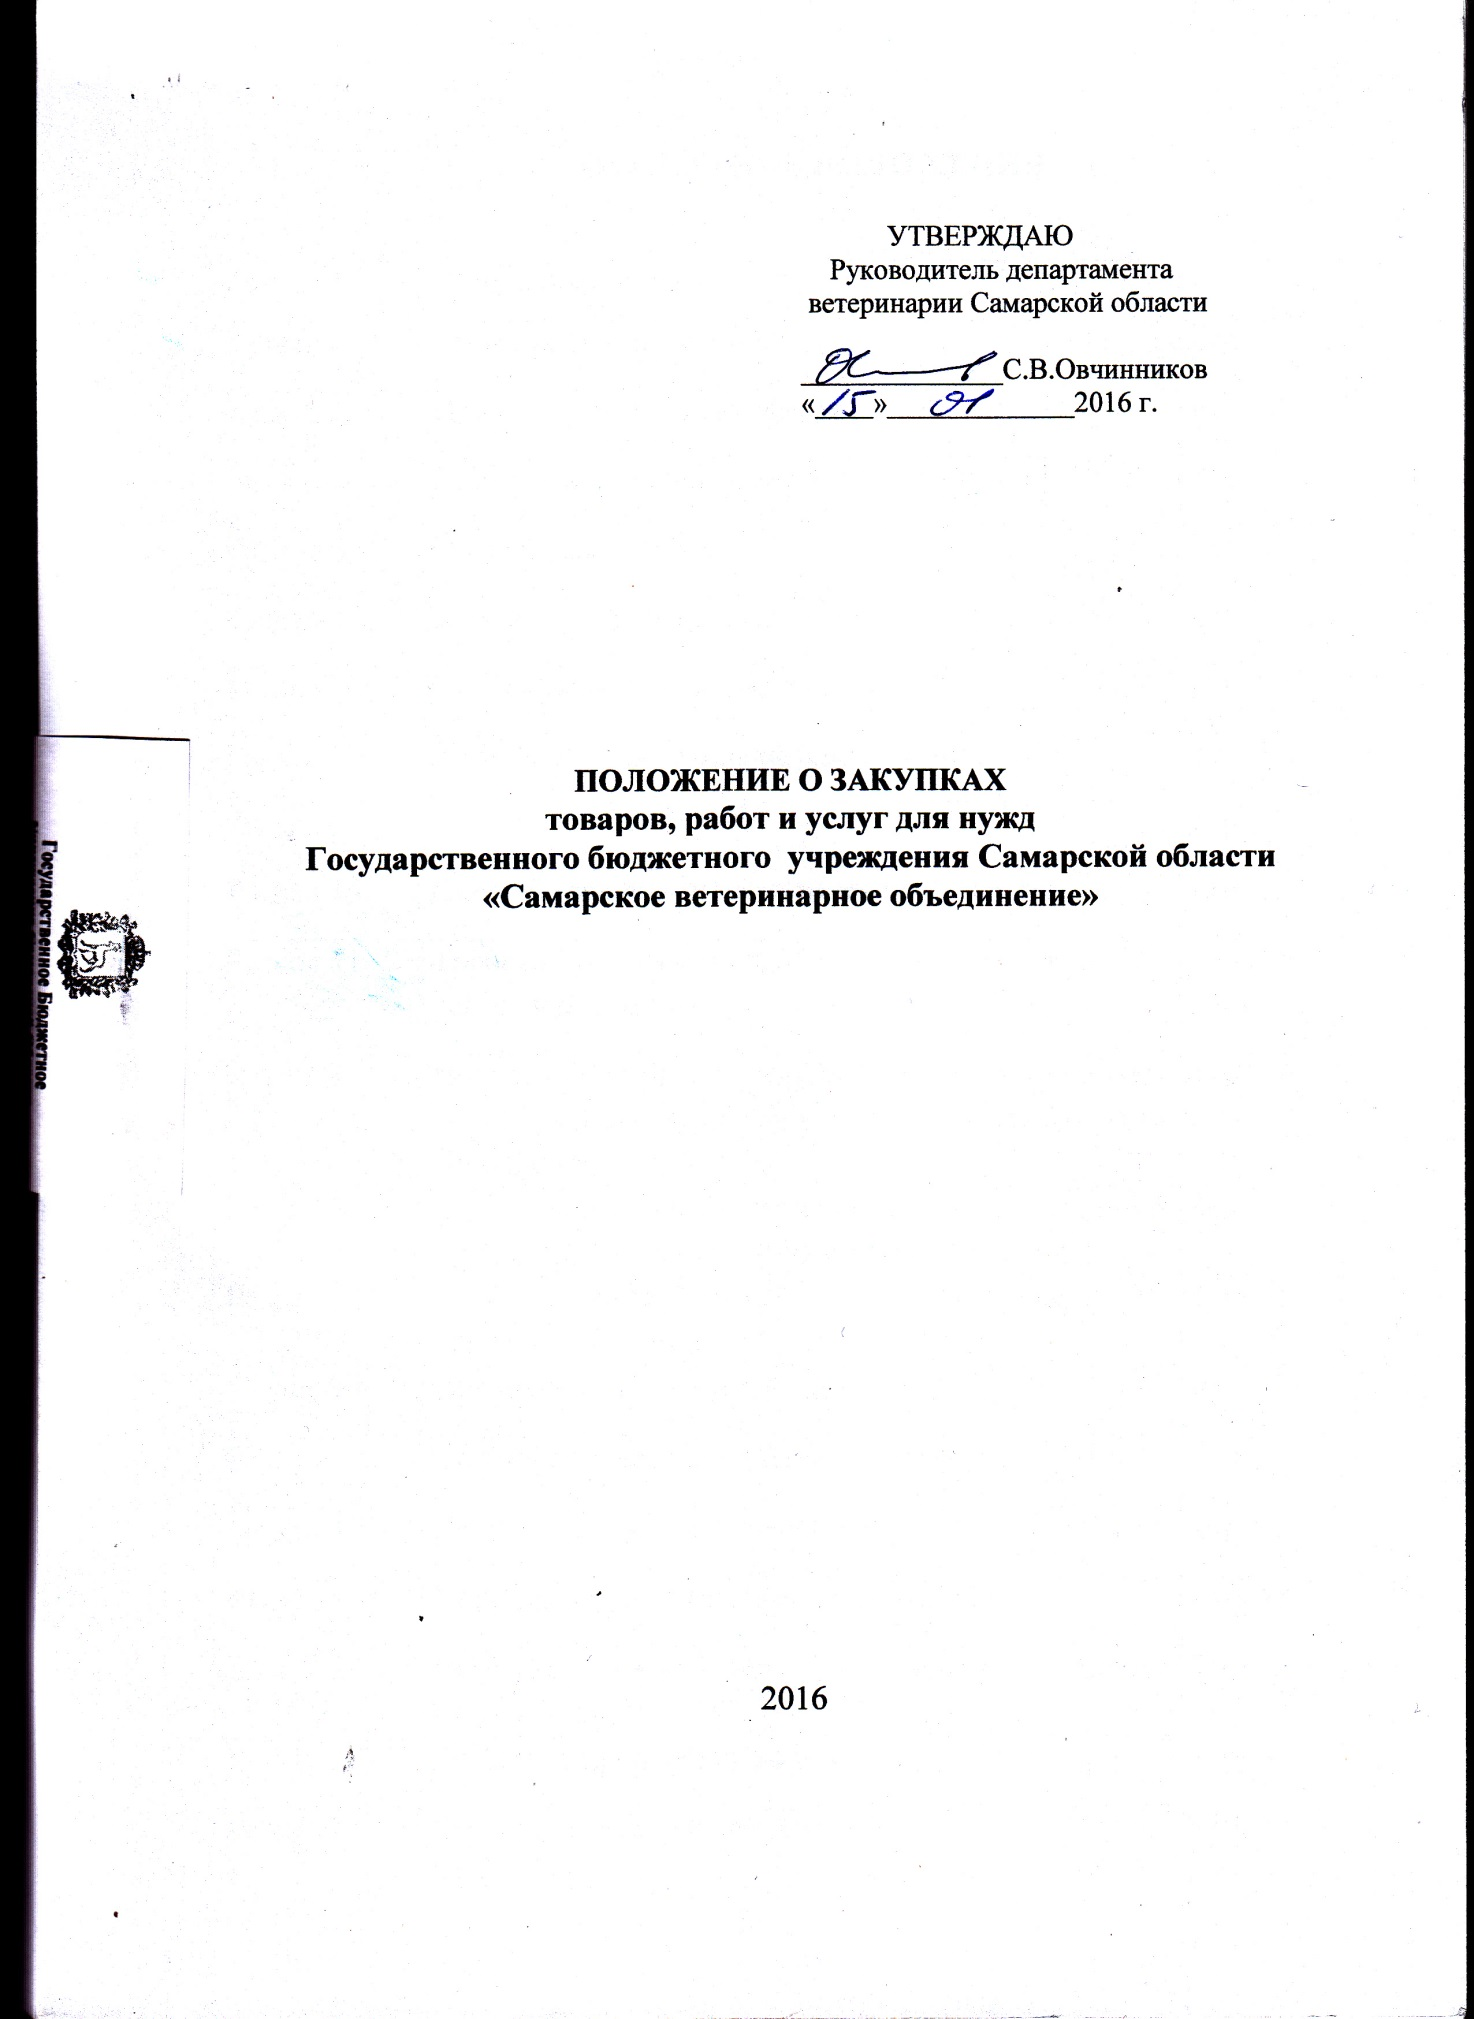 УТВЕРЖДАЮ
Руководитель департамента
ветеринарии Самарской области
____________С.В.Овчинников
«15» 01 2016 г.
ПОЛОЖЕНИЕ О ЗАКУПКАХ
товаров, работ и услуг для нужд
Государственного бюджетного учреждения Самарской области
«Самарское ветеринарное объединение»
Государственное Бюджетное
2016